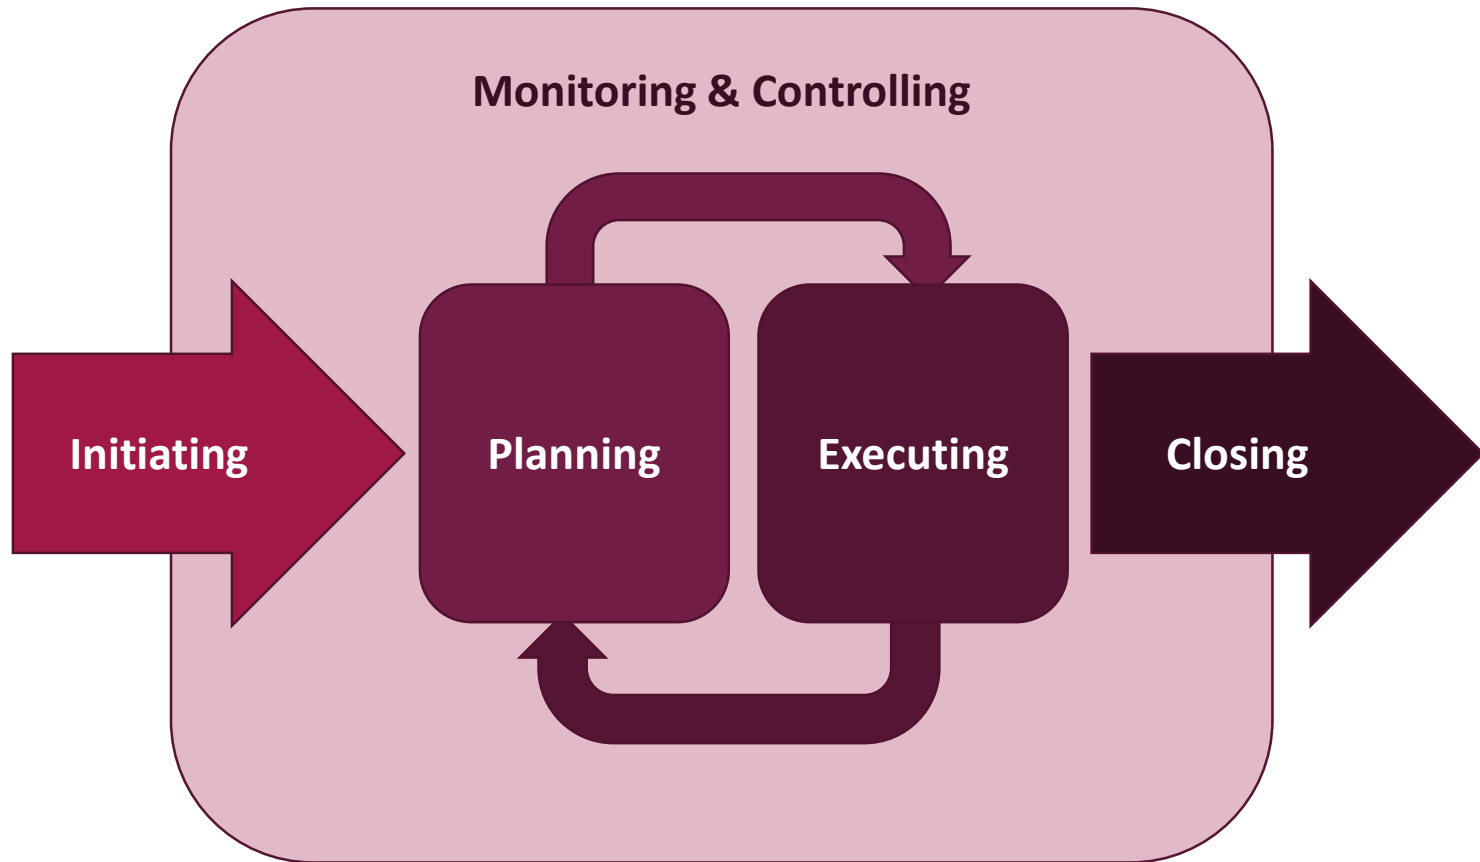 Monitoring & Controlling
Initiating
Planning
Executing
Closing